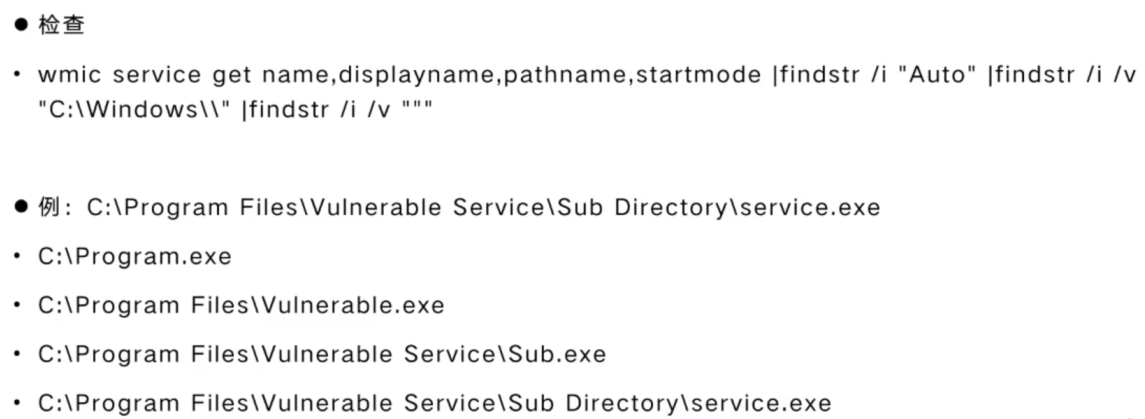 ● 检查
• wmic service get name,displayname,pathname,startmode |findstr /i "Auto" |findstr /i /v
"C:\Windows\\" |findstr /i /v """
● 例：C:\Program Files\Vulnerable Service\Sub Directory\service.exe
• C:\Program.exe
• C:\Program Files\Vulnerable.exe
• C:\Program Files\Vulnerable Service\Sub.exe
• C:\Program Files\Vulnerable Service\Sub Directory\service.exe